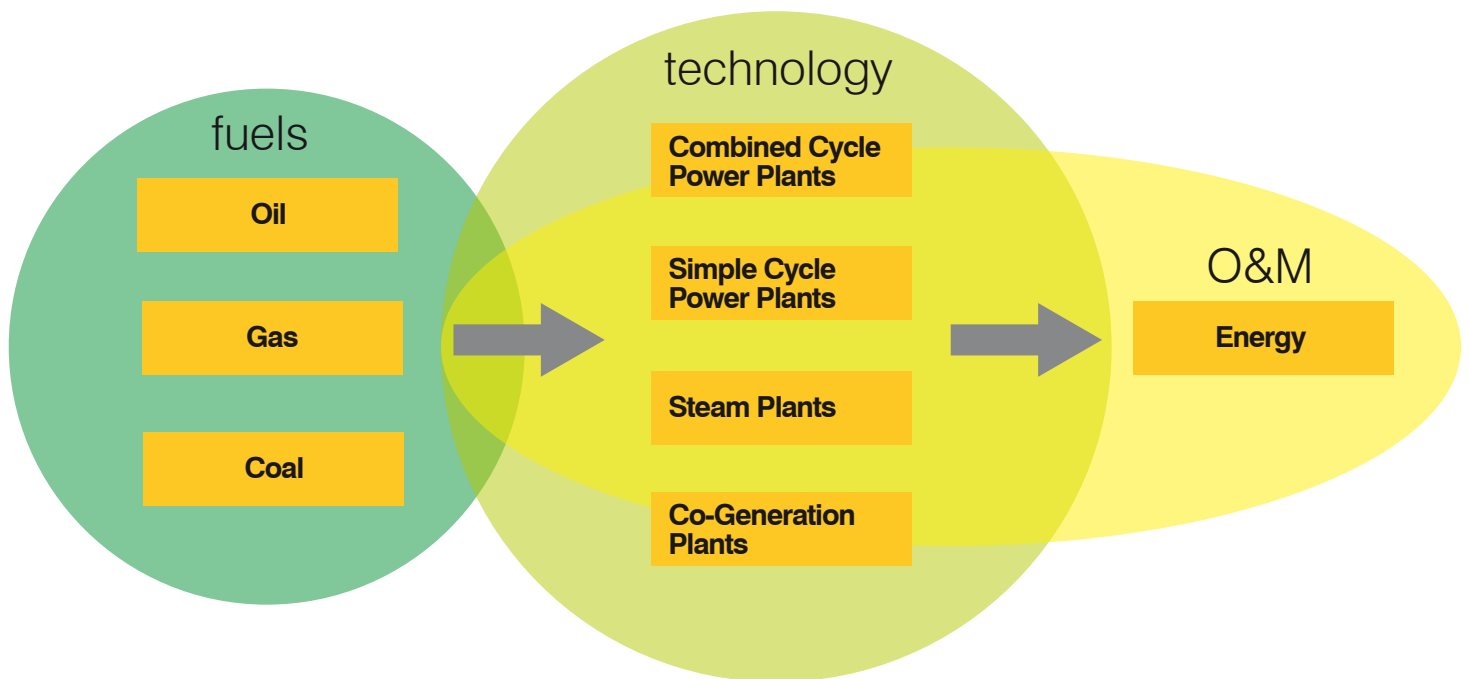 fuels
Oil
Gas
Coal
technology
Combined Cycle
Power Plants
Simple Cycle
Power Plants
Steam Plants
Co-Generation
Plants
O&M
Energy